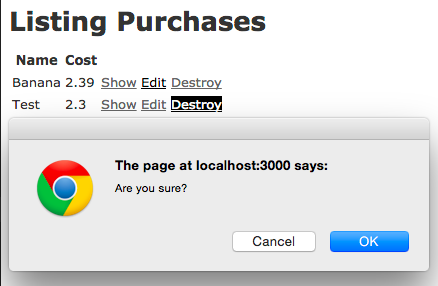 Listing Purchases
Name Cost
Banana 2.39 Show Edit Destroy
Test 2.3 Show Edit Destroy
The page at localhost:3000 says:
Are you sure?
Cancel OK